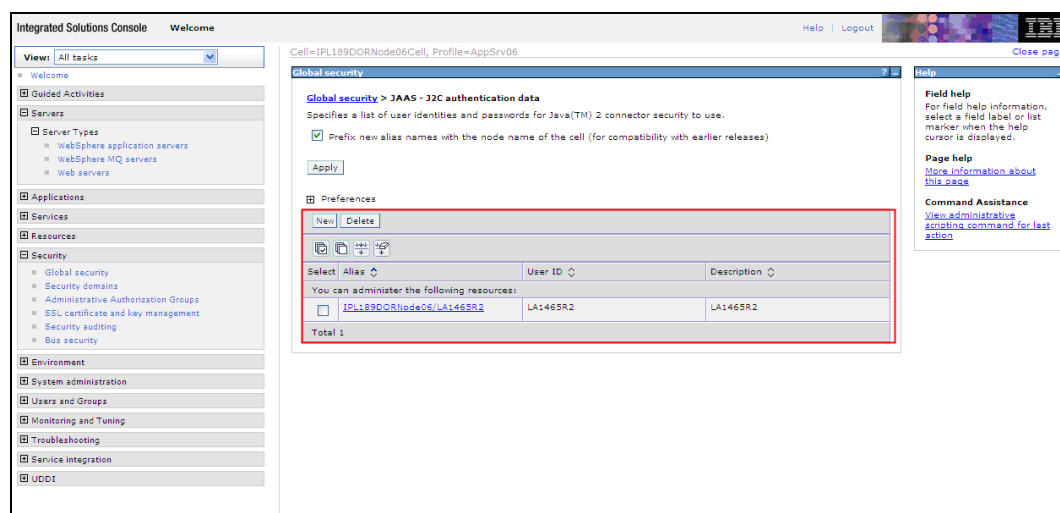 Integrated Solutions Console Welcome Help | Logout IBM
View: All tasks
Cell=IPL189DORNode06Cell, Profile=AppSrv06
Close pag
Welcome
Guided Activities
Servers
Server Types
WebSphere application servers
WebSphere MQ servers
Web servers
Applications
Services
Resources
Security
Global security
Security domains
Administrative Authorization Groups
SSL certificate and key management
Security auditing
Bus security
Environment
System administration
Users and Groups
Monitoring and Tuning
Troubleshooting
Service integration
UDDI
Global security ? -
Global security > JAAS - J2C authentication data
Specifies a list of user identities and passwords for Java(TM) 2 connector security to use.
Prefix new alias names with the node name of the cell (for compatibility with earlier releases)
Apply
Preferences
New Delete
Select Alias User ID Description
You can administer the following resources:
IPL189DORNode06/LA1465R2 LA1465R2 LA1465R2
Total 1
Help
Field help
For field help information,
select a field label or list
marker when the help
cursor is displayed.
Page help
More information about
this page
Command Assistance
View administrative
scripting command for last
action